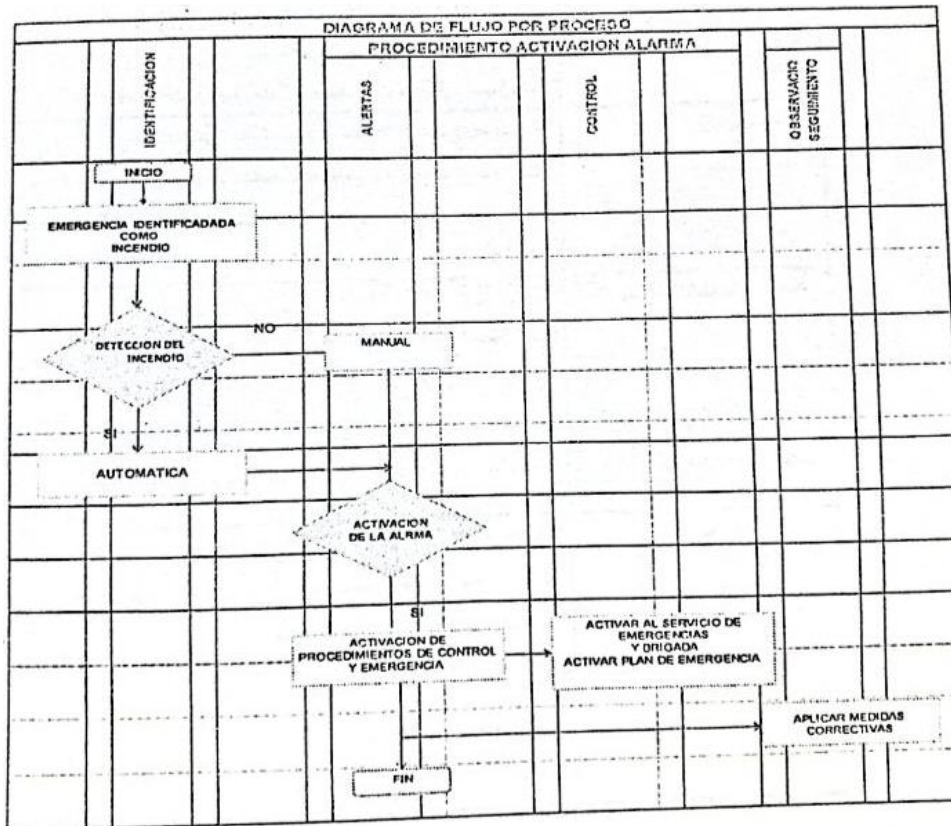 DIAGRAMA DE FLUJO POR PROCESO
PROCEDIMIENTO ACTIVACION ALARMA
IDENTIFICACION
ALERTAS
CONTROL
OBSERVACIO
SEGUIMIENTO
INICIO
EMERGENCIA IDENTIFICADADA
COMO
INCENDIO
DETECCION DEL
INCENDIO
NO
MANUAL
SI
AUTOMATICA
ACTIVACION
DE LA ALRMA
SI
ACTIVACION DE
PROCEDIMIENTOS DE CONTROL
Y EMERGENCIA
ACTIVAR AL SERVICIO DE
EMERGENCIAS
Y BRIGADA
ACTIVAR PLAN DE EMERGENCIA
APLICAR MEDIDAS
CORRECTIVAS
FIN